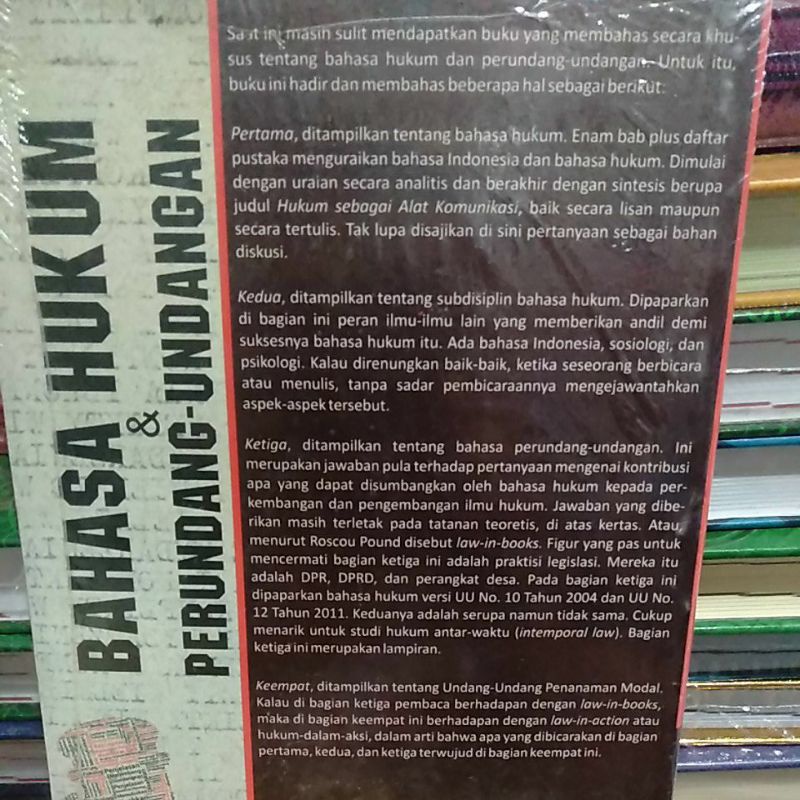 BAHASA HUKUM
&
PERUNDANG-UNDANGAN
Saat ini masih sulit mendapatkan buku yang membahas secara khu-
sus tentang bahasa hukum dan perundang-undangan. Untuk itu,
buku ini hadir dan membahas beberapa hal sebagai berikut:
Pertama, ditampilkan tentang bahasa hukum. Enam bab plus daftar
pustaka menguraikan bahasa Indonesia dan bahasa hukum. Dimulai
dengan uraian secara analitis dan berakhir dengan sintesis berupa
judul Hukum sebagai Alat Komunikasi, baik secara lisan maupun
secara tertulis. Tak lupa disajikan di sini pertanyaan sebagai bahan
diskusi.
Kedua, ditampilkan tentang subdisiplin bahasa hukum. Dipaparkan
di bagian ini peran ilmu-ilmu lain yang memberikan andil demi
suksesnya bahasa hukum itu. Ada bahasa Indonesia, sosiologi, dan
psikologi. Kalau direnungkan baik-baik, ketika seseorang berbicara
atau menulis, tanpa sadar pembicaraannya mengejawantahkan
aspek-aspek tersebut.
Ketiga, ditampilkan tentang bahasa perundang-undangan. Ini
merupakan jawaban pula terhadap pertanyaan mengenai kontribusi
apa yang dapat disumbangkan oleh bahasa hukum kepada per-
kembangan dan pengembangan ilmu hukum. Jawaban yang dibe-
rikan masih terletak pada tatanan teoretis, di atas kertas. Atau,
menurut Roscou Pound disebut law-in-books. Figur yang pas untuk
mencermati bagian ketiga ini adalah praktisi legislasi. Mereka itu
adalah DPR, DPRD, dan perangkat desa. Pada bagian ketiga ini
dipaparkan bahasa hukum versi UU No. 10 Tahun 2004 dan UU No.
12 Tahun 2011. Keduanya adalah serupa namun tidak sama. Cukup
menarik untuk studi hukum antar-waktu (intemporal law). Bagian
ketiga ini merupakan lampiran.
Keempat, ditampilkan tentang Undang-Undang Penanaman Modal.
Kalau di bagian ketiga pembaca berhadapan dengan law-in-books,
maka di bagian keempat ini berhadapan dengan law-in-action atau
hukum-dalam-aksi, dalam arti bahwa apa yang dibicarakan di bagian
pertama, kedua, dan ketiga terwujud di bagian keempat ini.